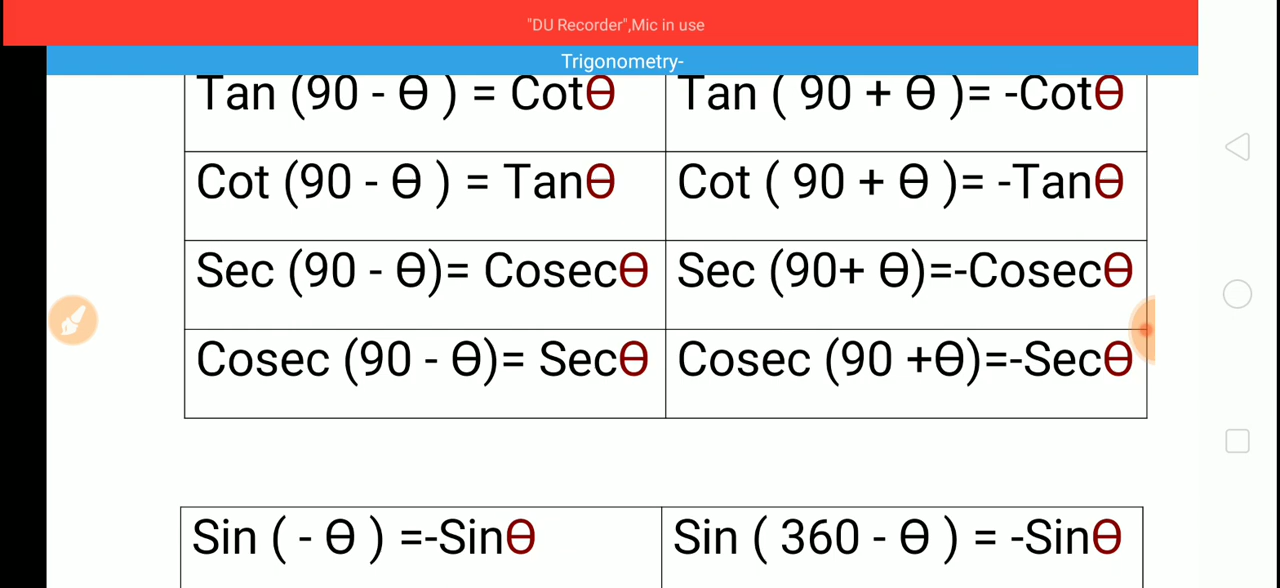 "DU Recorder",Mic in use
Trigonometry-
Tan (90 - Θ ) = CotΘ
Tan ( 90 + Θ )= -CotΘ
Cot (90 - Θ ) = TanΘ
Cot ( 90 + Θ )= -TanΘ
Sec (90 - Θ)= CosecΘ
Sec (90+ Θ)=-CosecΘ
Cosec (90 - Θ)= SecΘ
Cosec (90 +Θ)=-SecΘ
Sin ( - Θ ) =-SinΘ
Sin ( 360 - Θ ) = -SinΘ